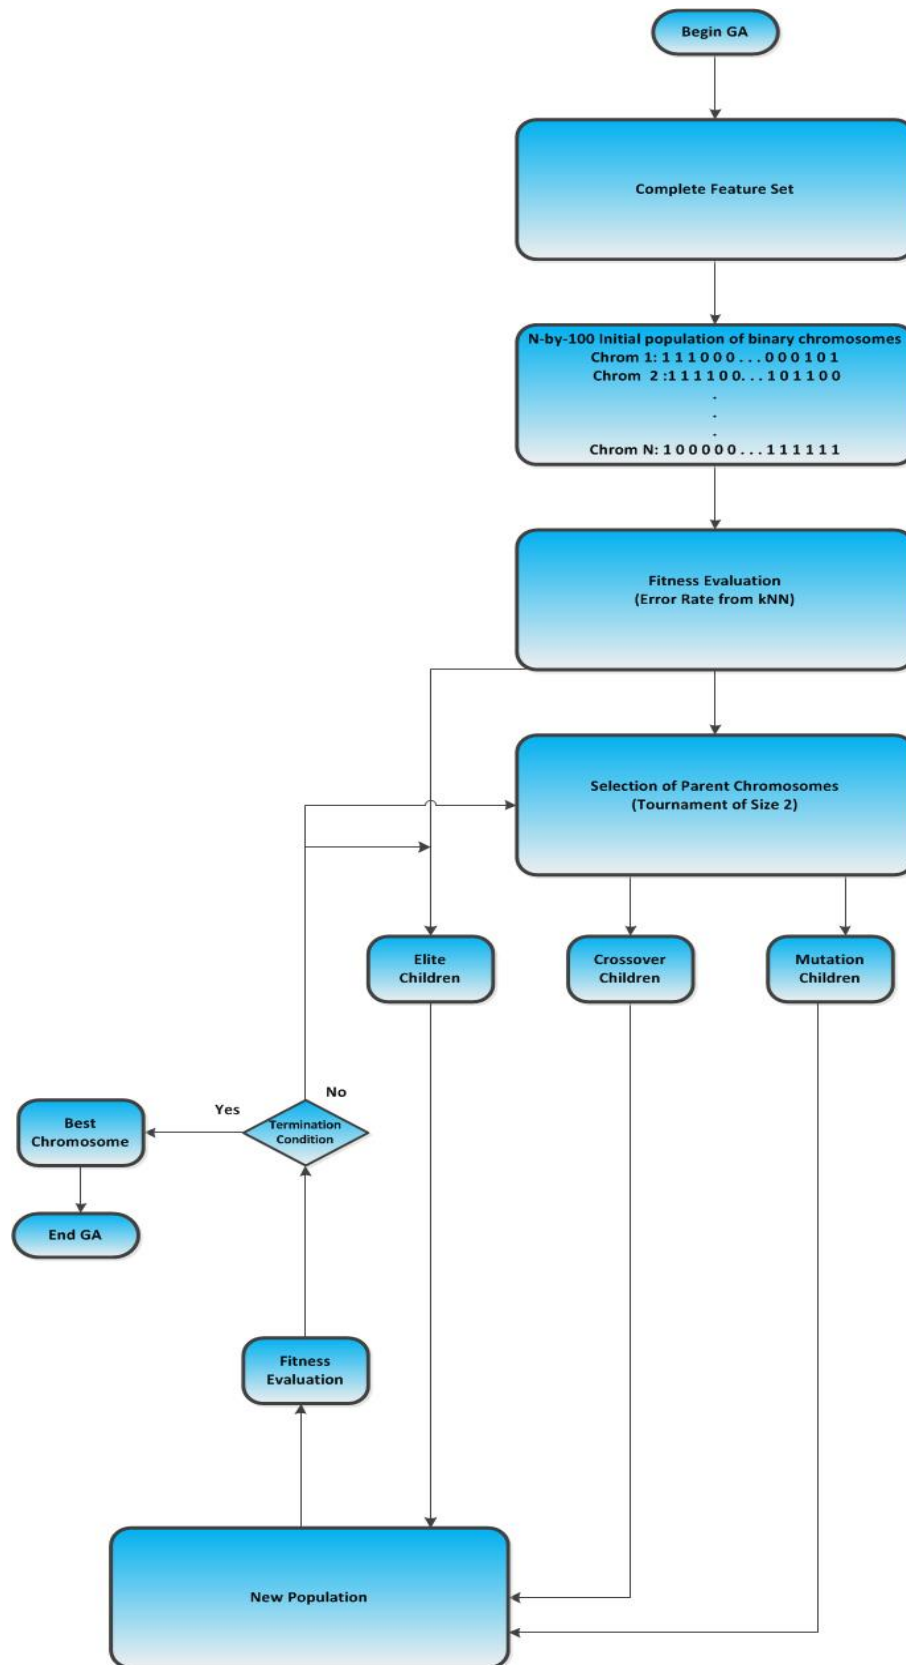 Begin GA
Complete Feature Set
N-by-100 Initial population of binary chromosomes
Chrom 1: 1 1 1 0 0 0 . . . 0 0 0 1 0 1
Chrom 2 :1 1 1 1 0 0. . . 1 0 1 1 0 0
.
.
.
Chrom N: 1 0 0 0 0 0 . . . 1 1 1 1 1 1
Fitness Evaluation
(Error Rate from kNN)
Selection of Parent Chromosomes
(Tournament of Size 2)
Elite
Children
Crossover
Children
Mutation
Children
No
Yes
Termination
Condition
Best
Chromosome
End GA
Fitness
Evaluation
New Population